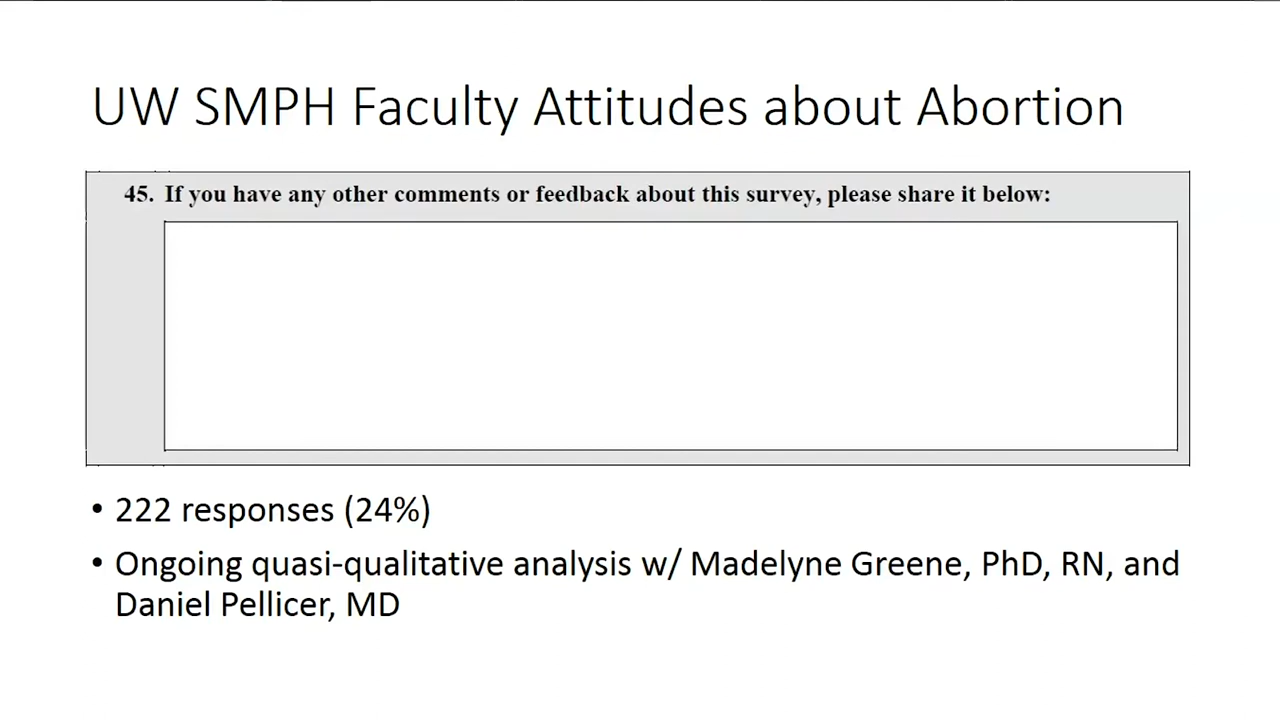 UW SMPH Faculty Attitudes about Abortion
45. If you have any other comments or feedback about this survey, please share it below:
• 222 responses (24%)
• Ongoing quasi-qualitative analysis w/ Madelyne Greene, PhD, RN, and
Daniel Pellicer, MD